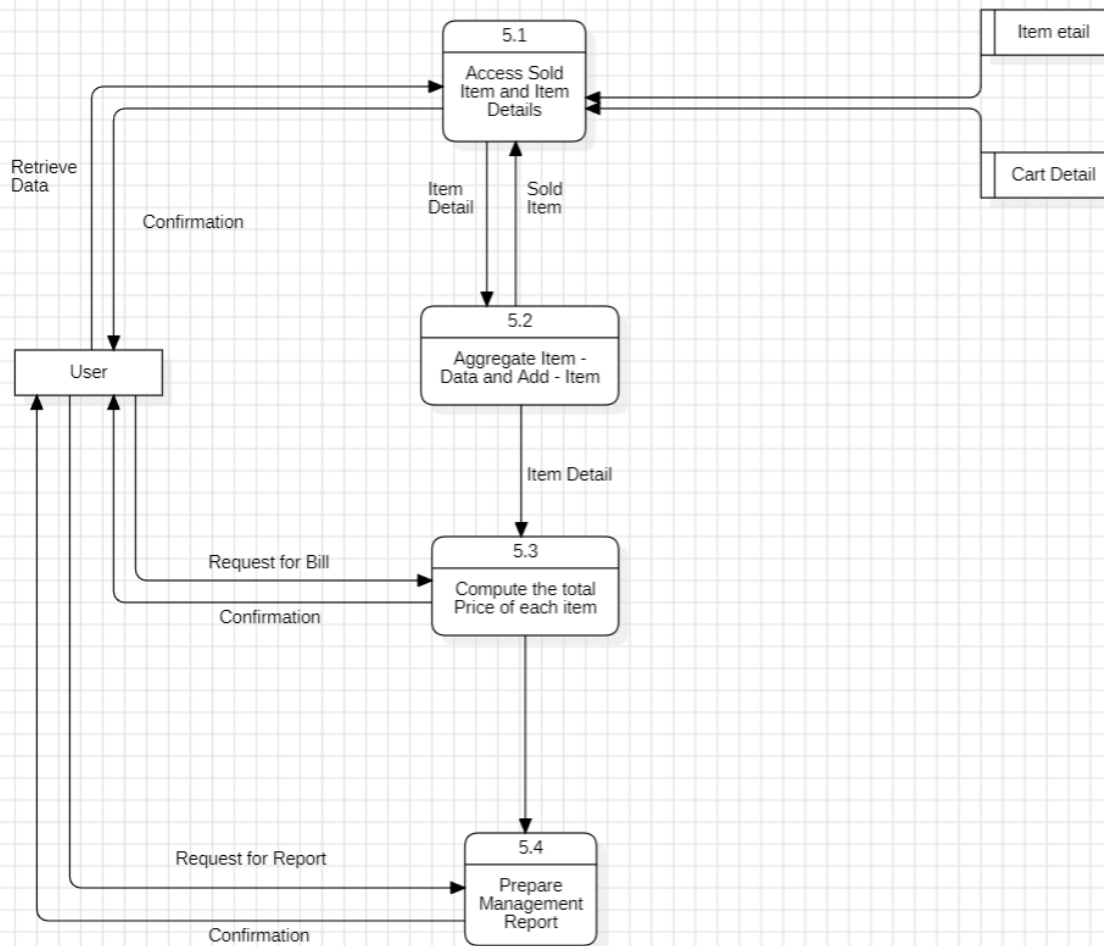 5.1
Item etail
Access Sold
Item and Item
Details
Retrieve
Data
Item
Detail
Sold
Item
Cart Detail
Confirmation
5.2
Aggregate Item -
Data and Add - Item
User
Item Detail
5.3
Request for Bill
Compute the total
Price of each item
Confirmation
5.4
Request for Report
Prepare
Management
Report
Confirmation